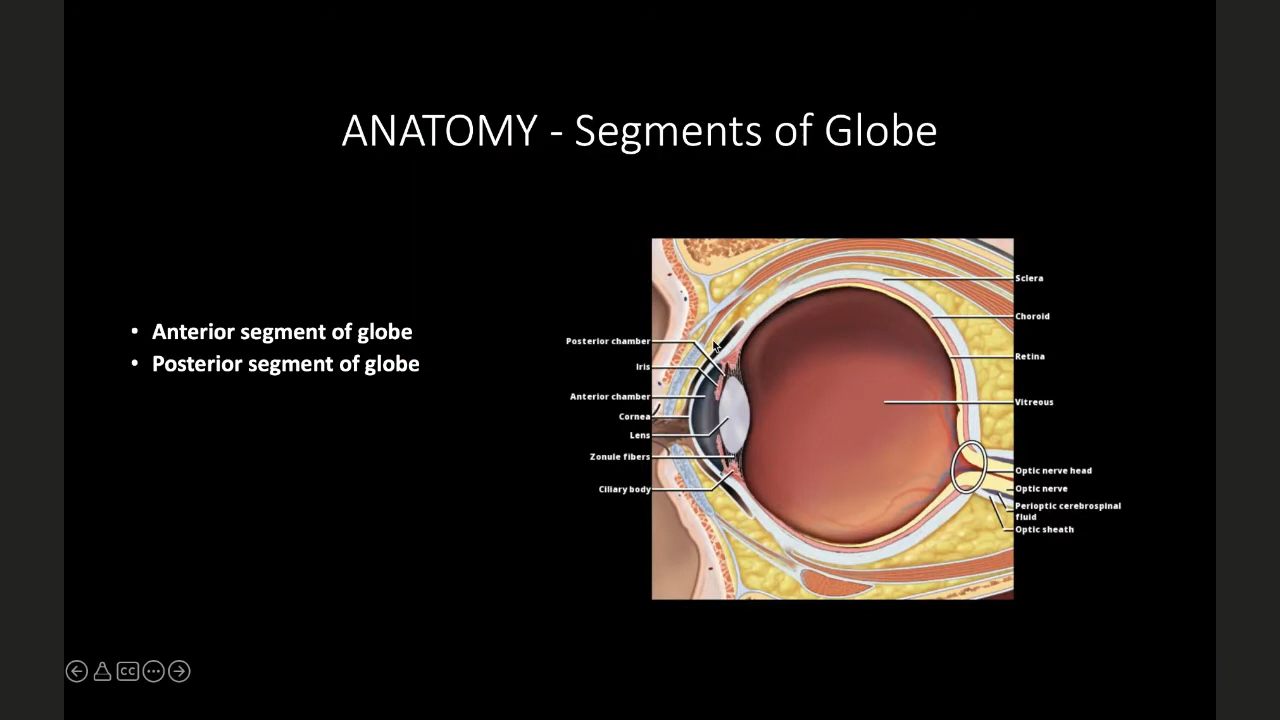 ANATOMY - Segments of Globe
• Anterior segment of globe
• Posterior segment of globe
Posterior chamber
Iris
Anterior chamber
Cornea
Lens
Zonule fibers
Ciliary body
Sclera
Choroid
Retina
Vitreous
Optic nerve head
Optic nerve
Perioptic cerebrospinal
fluid
Optic sheath
CC